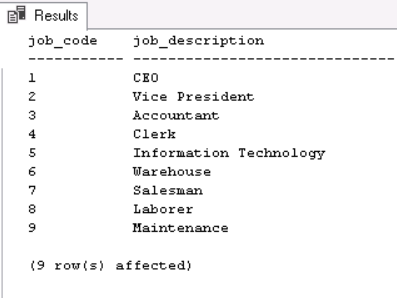 Results
job_code    job_description
----------- ------------------------------
1           CEO
2           Vice President
3           Accountant
4           Clerk
5           Information Technology
6           Warehouse
7           Salesman
8           Laborer
9           Maintenance
(9 row(s) affected)